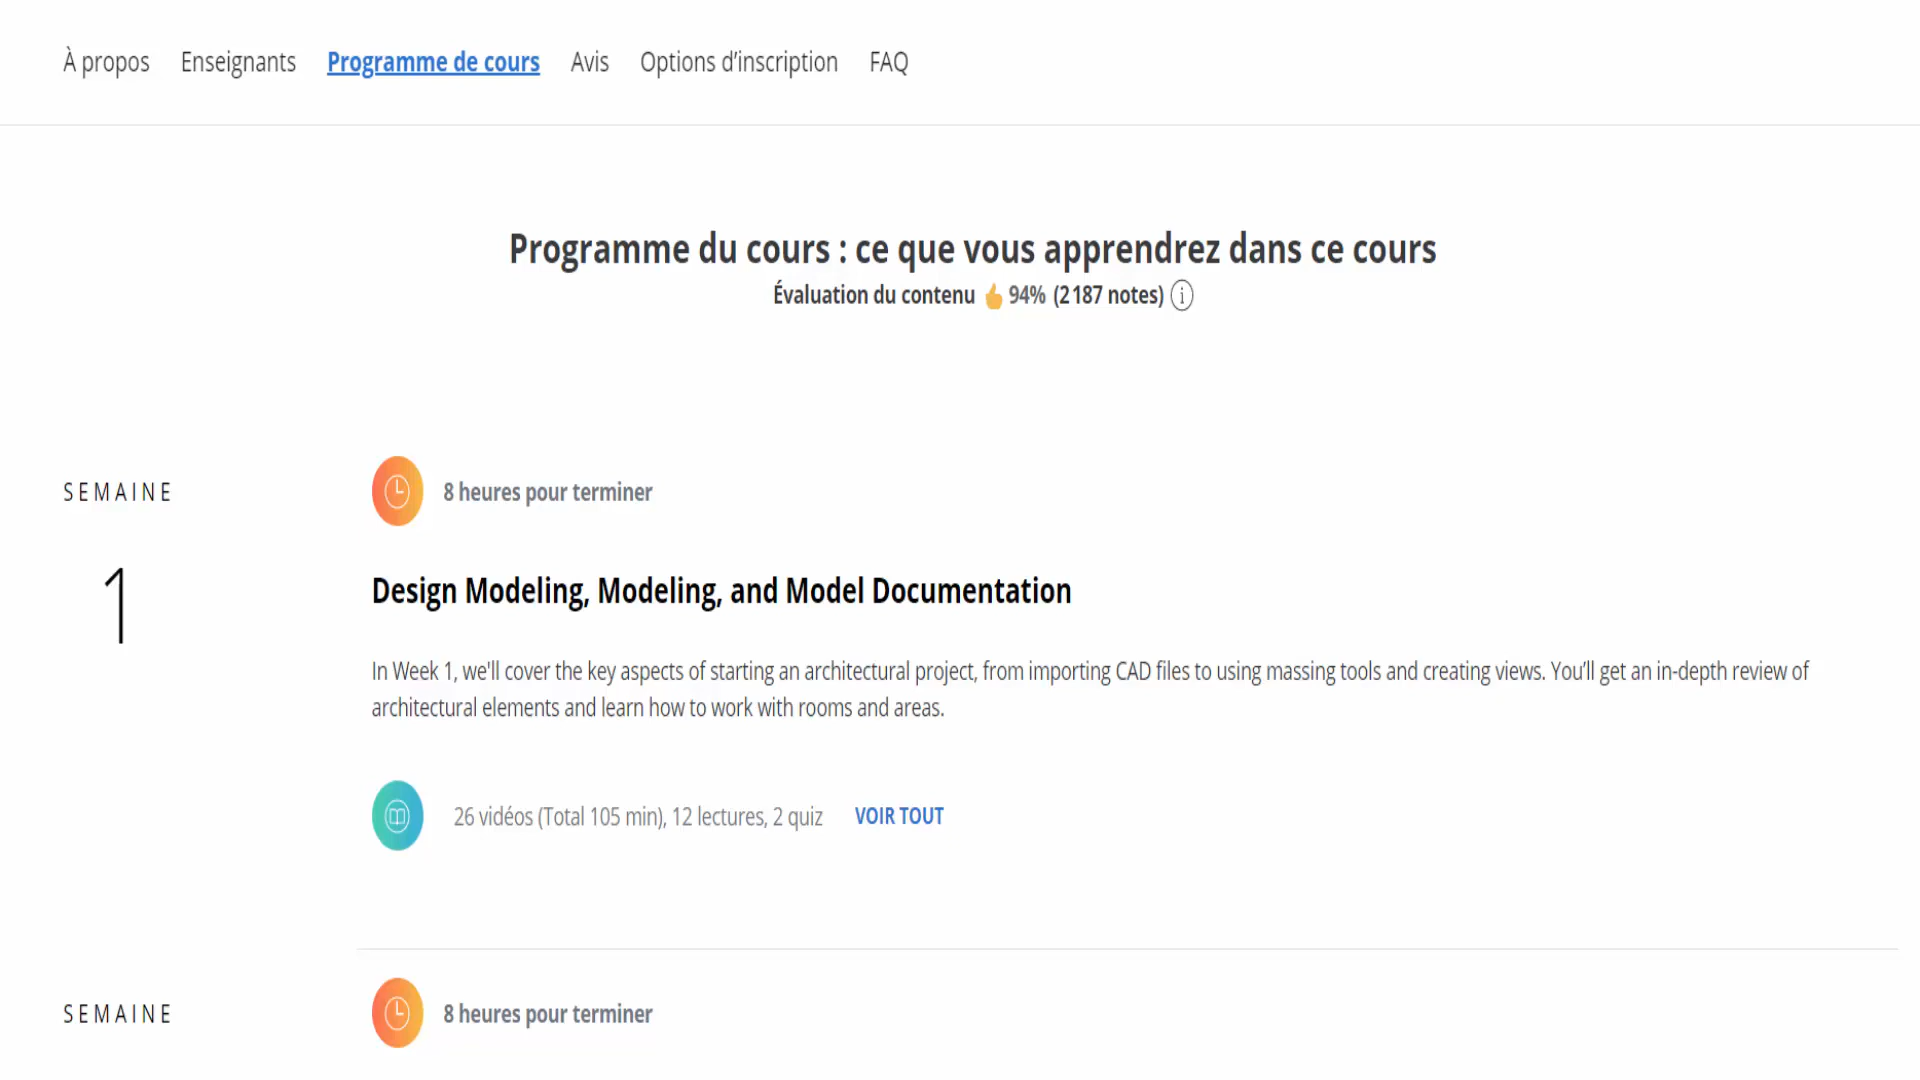 À propos Enseignants Programme de cours Avis Options d’inscription FAQ
Programme du cours : ce que vous apprendrez dans ce cours
Évaluation du contenu 94% (2 187 notes)
SEMAINE
8 heures pour terminer
1
Design Modeling, Modeling, and Model Documentation
In Week 1, we'll cover the key aspects of starting an architectural project, from importing CAD files to using massing tools and creating views. You’ll get an in-depth review of
architectural elements and learn how to work with rooms and areas.
26 vidéos (Total 105 min), 12 lectures, 2 quiz VOIR TOUT
SEMAINE
8 heures pour terminer